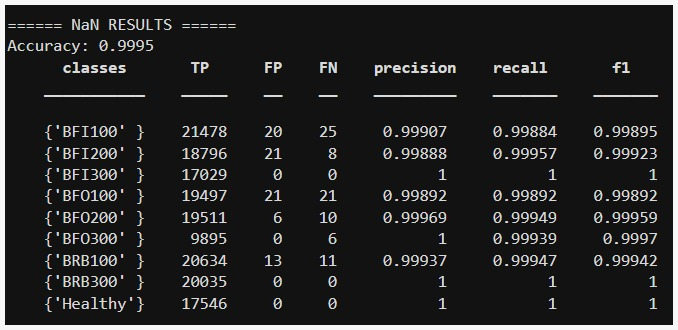 ====== NaN RESULTS ======
Accuracy: 0.9995
classes TP FP FN precision recall f1
{'BFI100' } 21478 20 25 0.99907 0.99884 0.99895
{'BFI200' } 18796 21 8 0.99888 0.99957 0.99923
{'BFI300' } 17029 0 0 1 1 1
{'BFO100' } 19497 21 21 0.99892 0.99892 0.99892
{'BFO200' } 19511 6 10 0.99969 0.99949 0.99959
{'BFO300' } 9895 0 6 1 0.99939 0.9997
{'BRB100' } 20634 13 11 0.99937 0.99947 0.99942
{'BRB300' } 20035 0 0 1 1 1
{'Healthy'} 17546 0 0 1 1 1